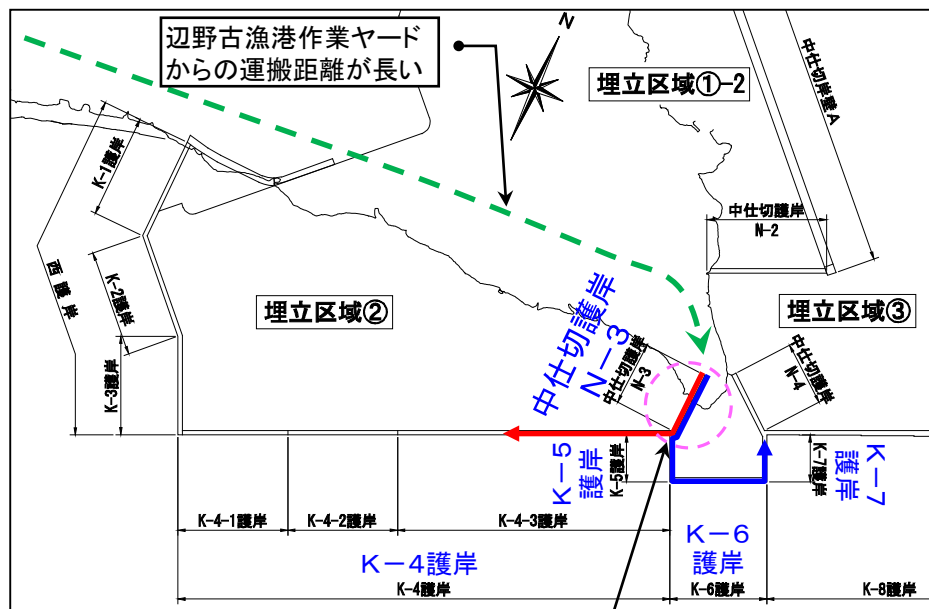 辺野古漁港作業ヤード
からの運搬距離が長い
N
埋立区域①-2
中仕切岸壁A
K-1護岸
中仕切護岸
N-2
西護岸
K-2護岸
埋立区域②
埋立区域③
K-3護岸
中仕切護岸
N-3
中仕切護岸
N-3
中仕切護岸
N-4
K-5
護岸
K-5護岸
K-7護岸
K-7
護岸
K-4-1護岸
K-4-2護岸
K-4-3護岸
K-6
護岸
K-4護岸
K-4護岸
K-6護岸
K-8護岸